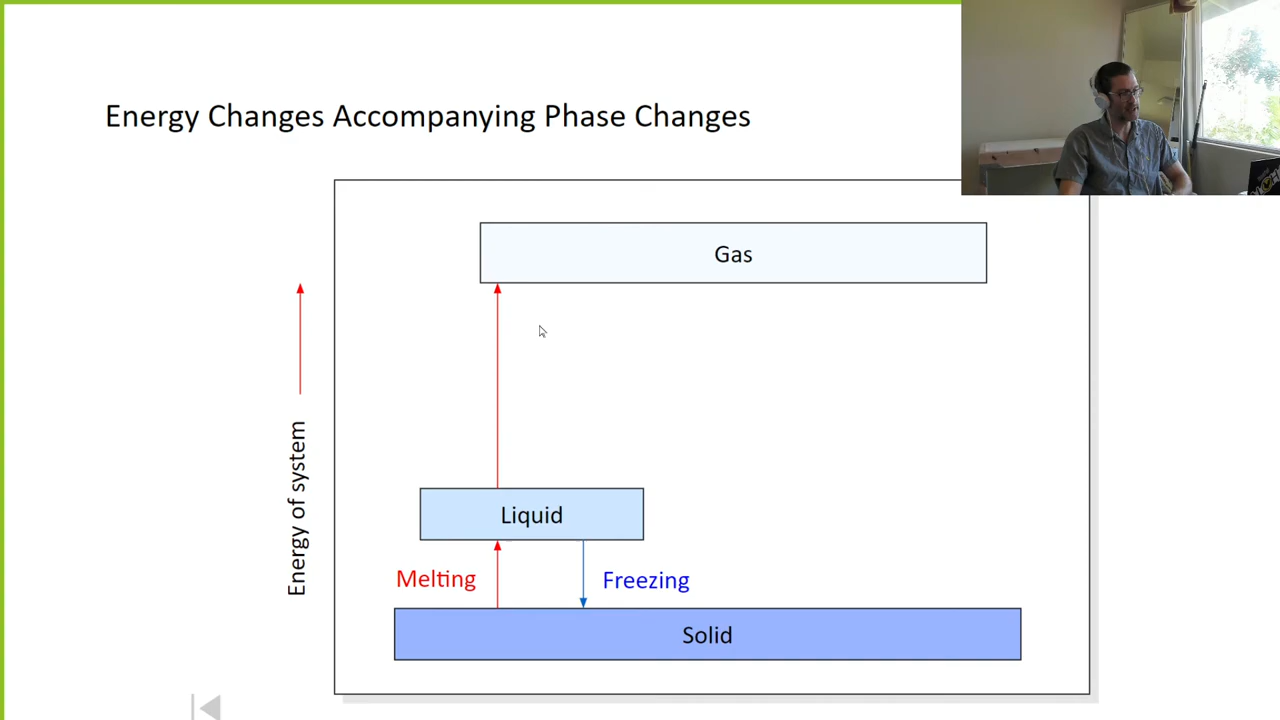 Energy Changes Accompanying Phase Changes
Gas
Energy of system
Liquid
Melting
Freezing
Solid